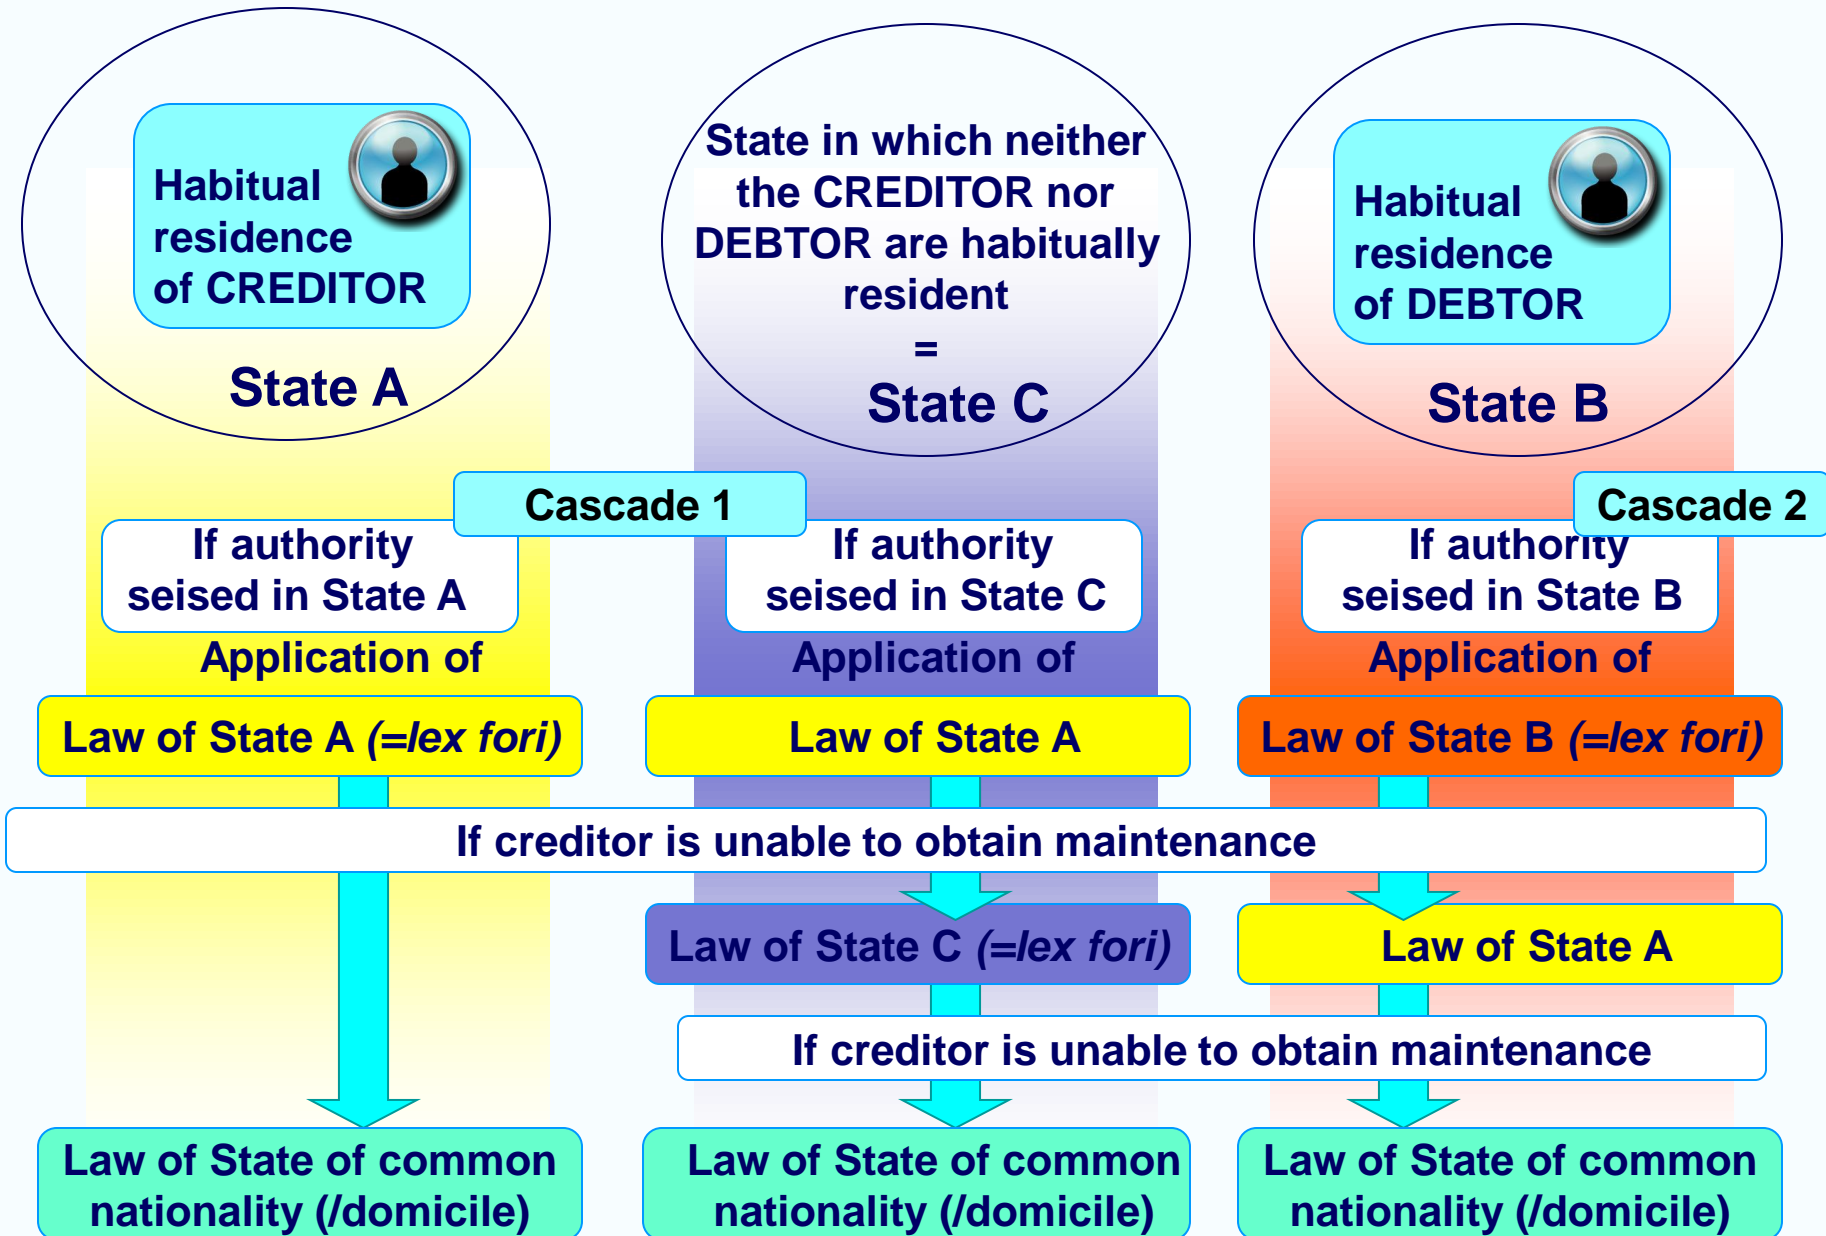 Habitual
residence
of CREDITOR
State A
State in which neither
the CREDITOR nor
DEBTOR are habitually
resident
=
State C
Habitual
residence
of DEBTOR
State B
Cascade 1
Cascade 2
If authority
seised in State A
If authority
seised in State C
If authority
seised in State B
Application of
Application of
Application of
Law of State A (=lex fori)
Law of State A
Law of State B (=lex fori)
If creditor is unable to obtain maintenance
Law of State C (=lex fori)
Law of State A
If creditor is unable to obtain maintenance
Law of State of common
nationality (/domicile)
Law of State of common
nationality (/domicile)
Law of State of common
nationality (/domicile)